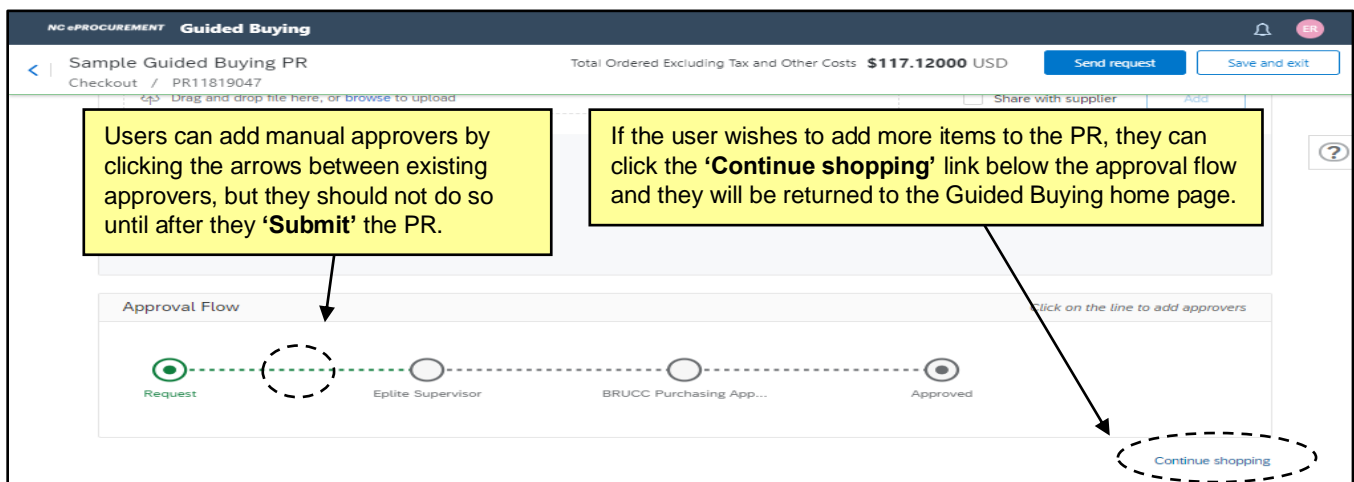 NC ePROCUREMENT Guided Buying
ER
Sample Guided Buying PR
Total Ordered Excluding Tax and Other Costs $117.12000 USD
Send request
Save and exit
Checkout / PR11819047
Drag and drop file here, or browse to upload
Share with supplier
Add
Users can add manual approvers by
clicking the arrows between existing
approvers, but they should not do so
until after they ‘Submit’ the PR.
If the user wishes to add more items to the PR, they can
click the ‘Continue shopping’ link below the approval flow
and they will be returned to the Guided Buying home page.
?
Approval Flow
Click on the line to add approvers
Request
Eplite Supervisor
BRUCC Purchasing App...
Approved
Continue shopping